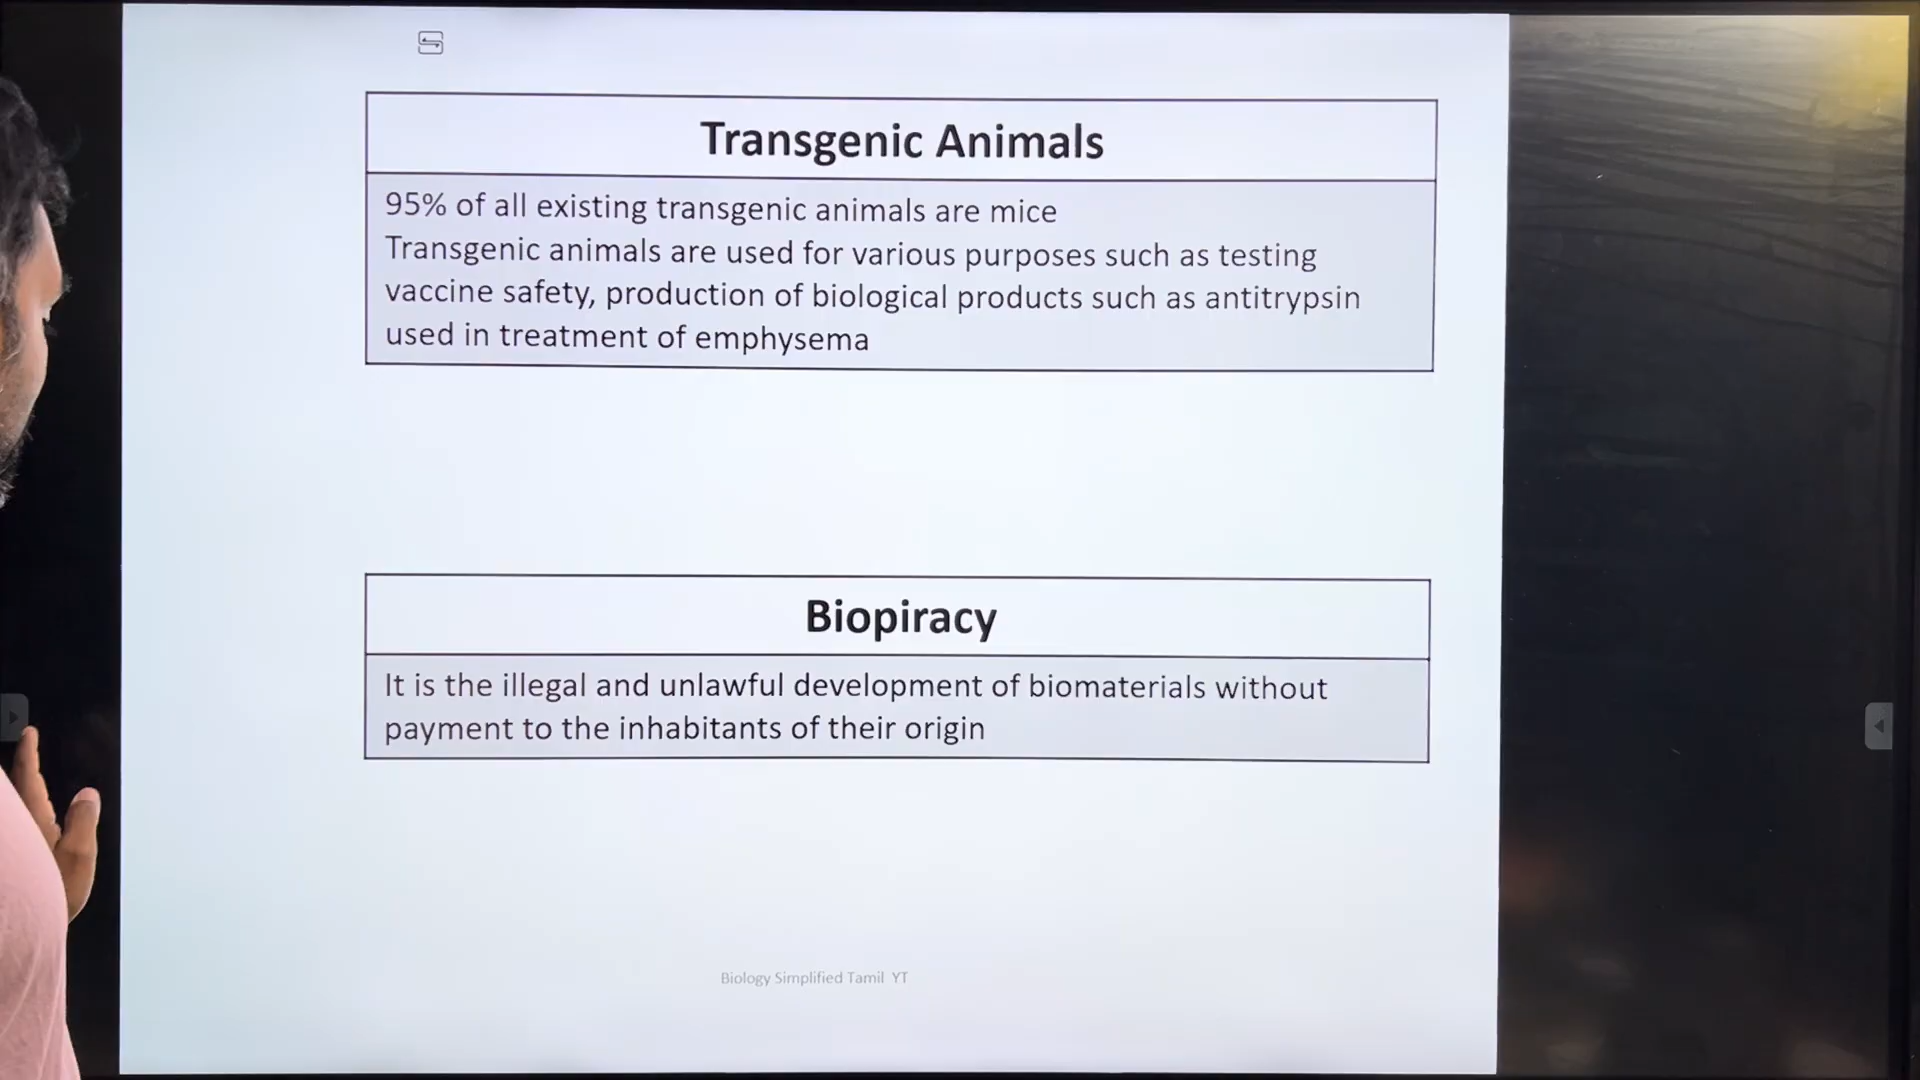 Transgenic Animals
95% of all existing transgenic animals are mice
Transgenic animals are used for various purposes such as testing
vaccine safety, production of biological products such as antitrypsin
used in treatment of emphysema
Biopiracy
It is the illegal and unlawful development of biomaterials without
payment to the inhabitants of their origin
Biology Simplified Tamil YT